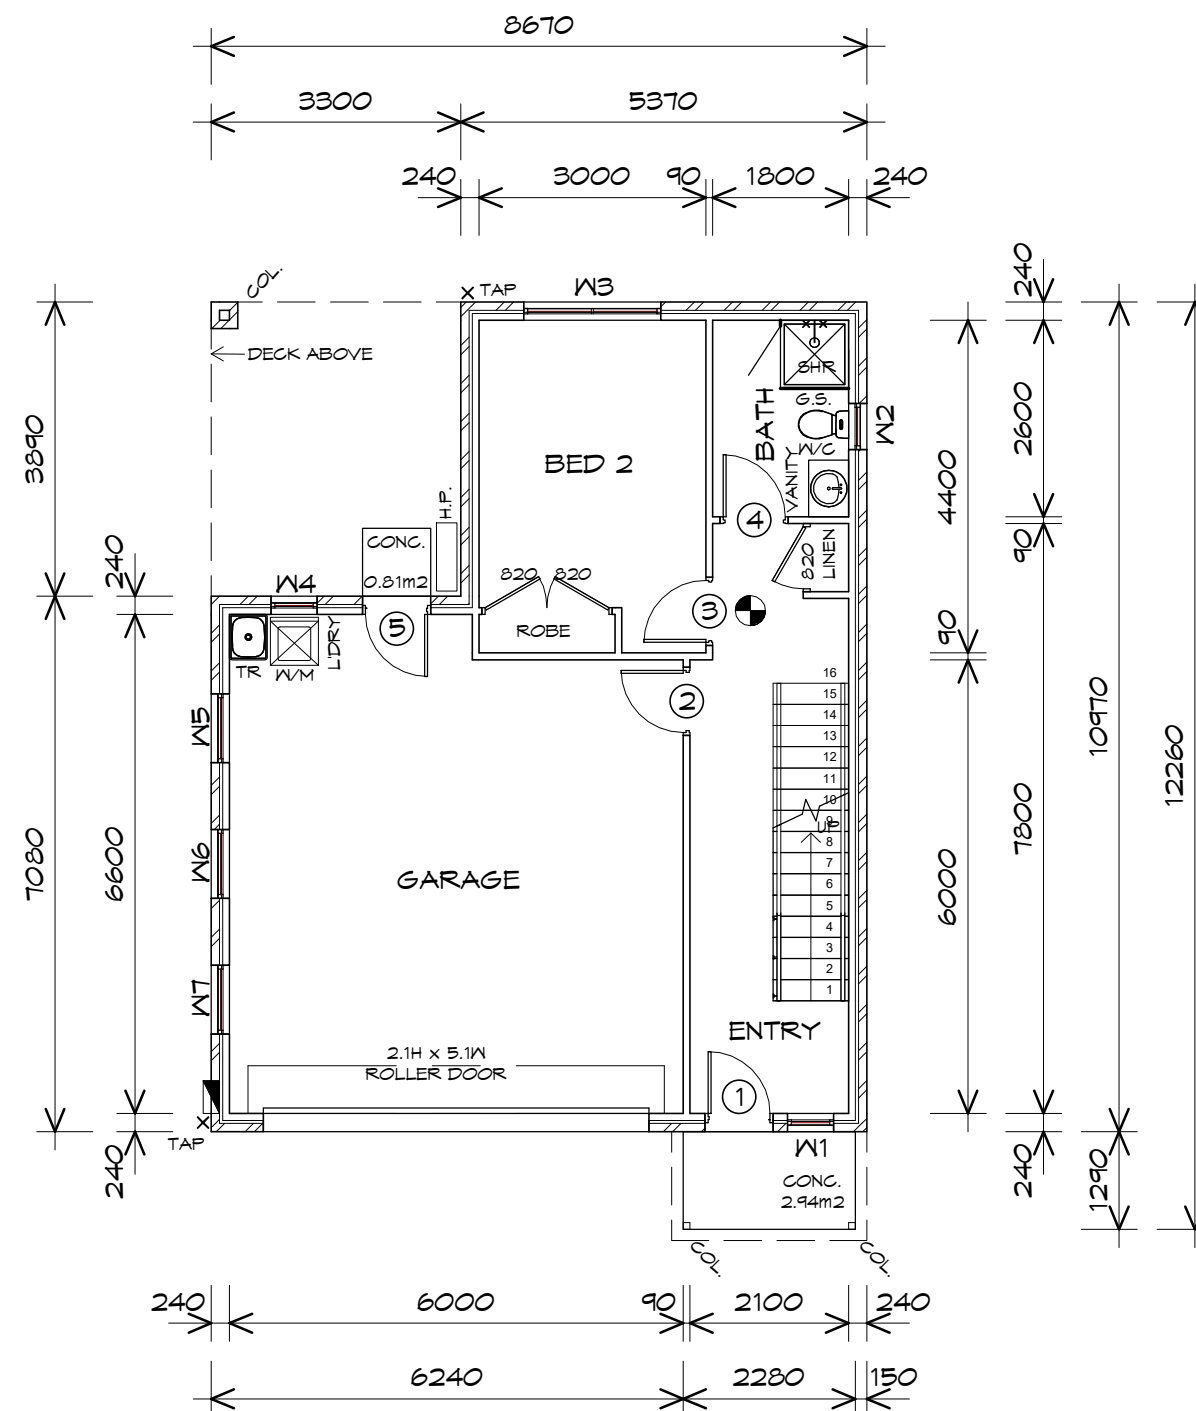 8670
3300
5370
240
3000
90
1800
240
COL.
TAP
W3
240
DECK ABOVE
SHR
G.S.
BATH
W2
2600
3890
BED 2
W/C
VANITY
4400
H.P.
4
CONC.
0.81m2
820
LINEN
90
240
W4
820
820
3
5
ROBE
L'DRY
TR
W/M
90
2
16
15
14
13
12
11
10
9
UP
8
7
6
5
4
3
2
1
W5
W6
W7
7080
6600
GARAGE
6000
7800
10970
12260
ENTRY
2.1H x 5.1W
ROLLER DOOR
1
TAP
240
W1
CONC.
2.94m2
240
1290
COL.
COL.
240
6000
90
2100
240
6240
2280
150